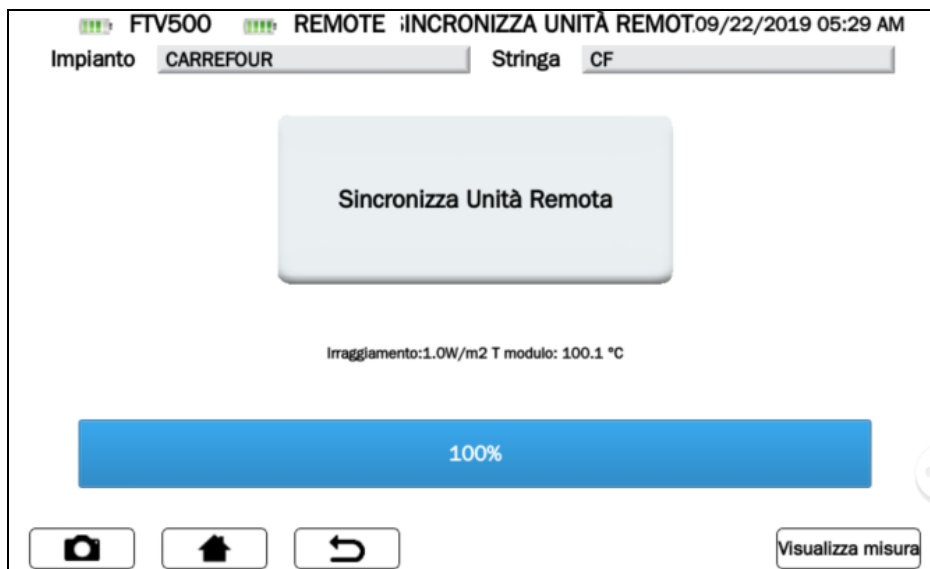 FTV500 REMOTE SINCRONIZZA UNITÀ REMOT 09/22/2019 05:29 AM
Impianto CARREFOUR Stringa CF
Sincronizza Unità Remota
Irraggiamento:1.0W/m2 T modulo: 100.1 °C
100%
Visualizza misura